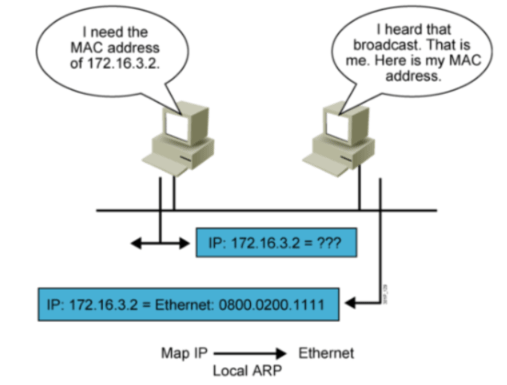 I need the
MAC address
of 172.16.3.2.
I heard that
broadcast. That is
me. Here is my MAC
address.
IP: 172.16.3.2 = ???
IP: 172.16.3.2 = Ethernet: 0800.0200.1111
Map IP Ethernet
Local ARP